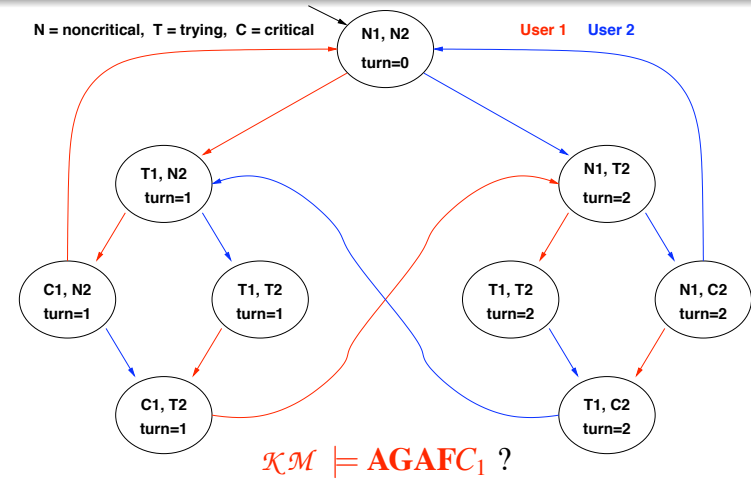 N = noncritical, T = trying, C = critical
User 1 User 2
N1, N2
turn=0
T1, N2
turn=1
N1, T2
turn=2
C1, N2
turn=1
T1, T2
turn=1
T1, T2
turn=2
N1, C2
turn=2
C1, T2
turn=1
T1, C2
turn=2
𝒦ℳ ⊨ AGAFC₁ ?